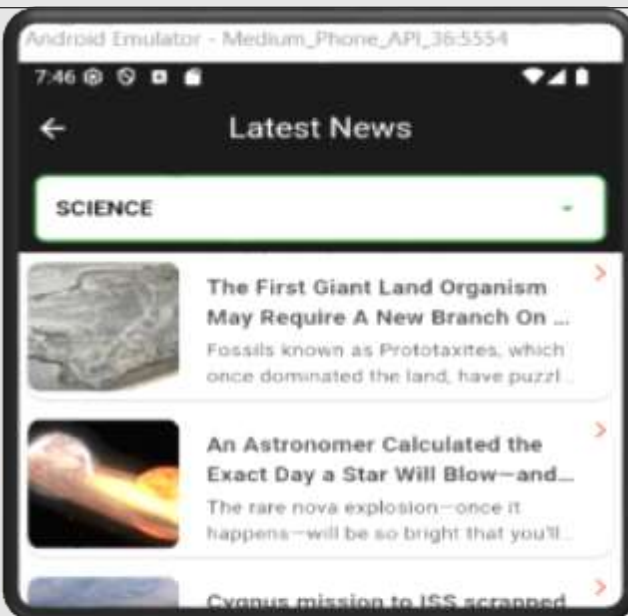 Android Emulator - Medium_Phone_API_36:5554
7:46
Latest News
SCIENCE
The First Giant Land Organism
May Require A New Branch On ...
Fossils known as Prototaxites, which
once dominated the land, have puzzl...
An Astronomer Calculated the
Exact Day a Star Will Blow—and...
The rare nova explosion—once it
happens—will be so bright that you'll...
Cygnus mission to ISS scrapped